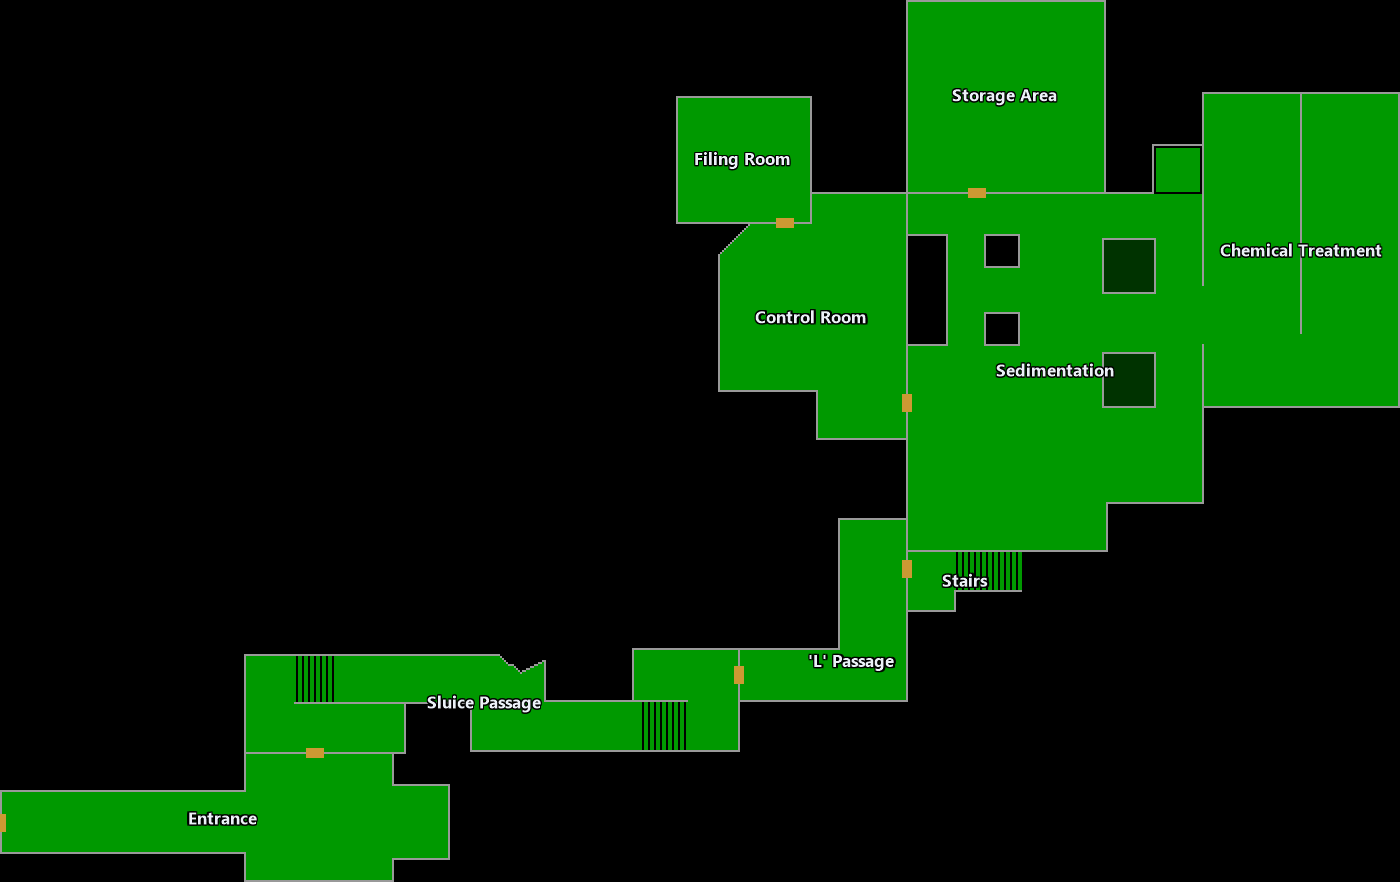 Storage Area
Filing Room
Chemical Treatment
Control Room
Sedimentation
Stairs
'L' Passage
Sluice Passage
Entrance